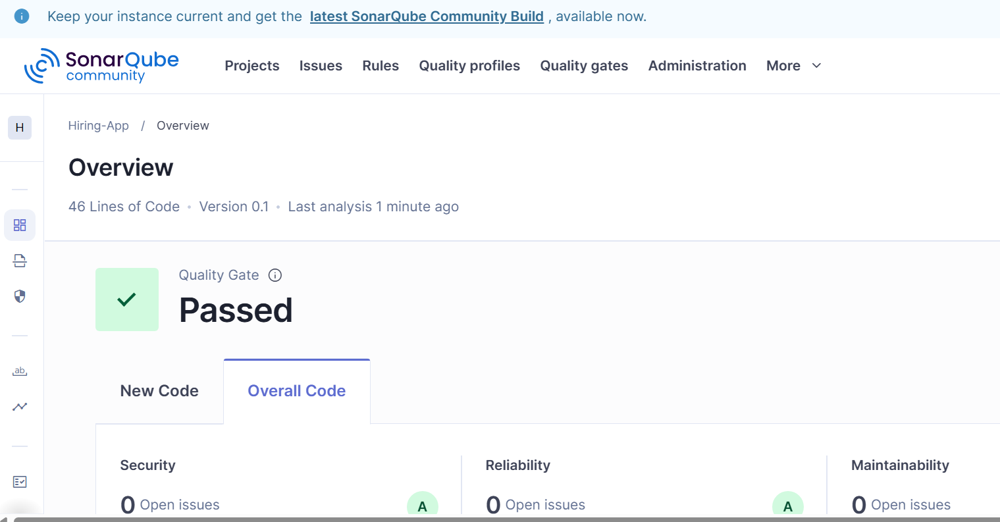 Keep your instance current and get the latest SonarQube Community Build , available now.
SonarQube community
Projects Issues Rules Quality profiles Quality gates Administration More
H
Hiring-App / Overview
Overview
46 Lines of Code • Version 0.1 • Last analysis 1 minute ago
Quality Gate
Passed
ab
New Code Overall Code
Security Reliability Maintainability
0 Open issues A 0 Open issues A 0 Open issues